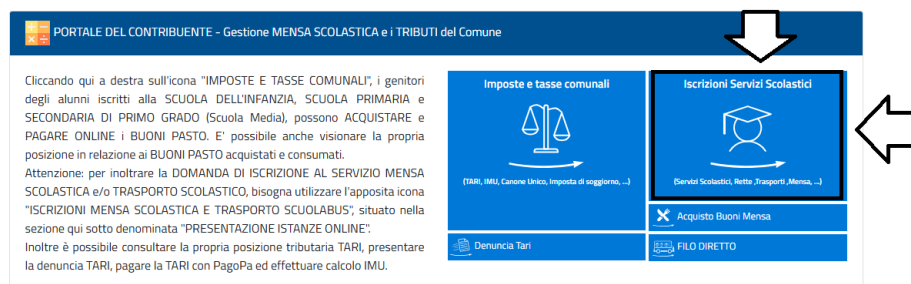 PORTALE DEL CONTRIBUENTE - Gestione MENSA SCOLASTICA e i TRIBUTI del Comune
Cliccando qui a destra sull'icona "IMPOSTE E TASSE COMUNALI", i genitori
degli alunni iscritti alla SCUOLA DELL'INFANZIA, SCUOLA PRIMARIA e
SECONDARIA DI PRIMO GRADO (Scuola Media), possono ACQUISTARE e
PAGARE ONLINE i BUONI PASTO. E' possibile anche visionare la propria
posizione in relazione ai BUONI PASTO acquistati e consumati.
Attenzione: per inoltrare la DOMANDA DI ISCRIZIONE AL SERVIZIO MENSA
SCOLASTICA e/o TRASPORTO SCOLASTICO, bisogna utilizzare l'apposita icona
"ISCRIZIONI MENSA SCOLASTICA E TRASPORTO SCUOLABUS", situato nella
sezione qui sotto denominata "PRESENTAZIONE ISTANZE ONLINE".
Inoltre è possibile consultare la propria posizione tributaria TARI, presentare
la denuncia TARI, pagare la TARI con PagoPa ed effettuare calcolo IMU.
Imposte e tasse comunali
(TARI, IMU, Canone Unico, Imposta di soggiorno, ...)
Iscrizioni Servizi Scolastici
(Servizi Scolastici, Rette ,Trasporti ,Mensa, ...)
Acquisto Buoni Mensa
Denuncia Tari
FILO DIRETTO